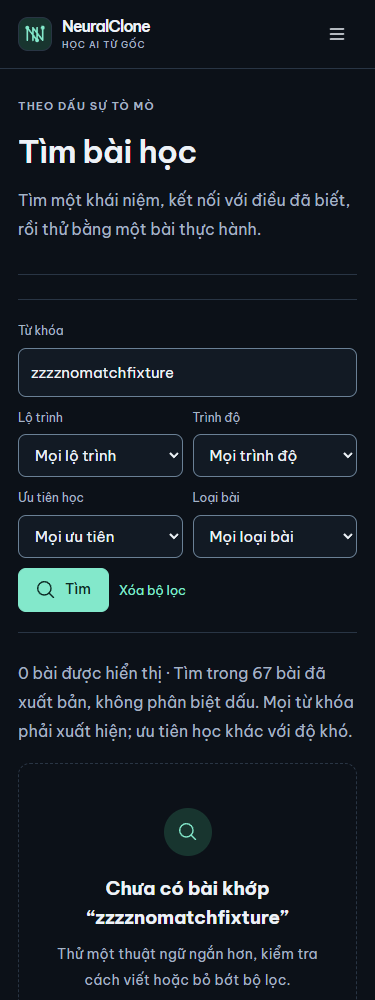 NeuralClone
HỌC AI TỪ GỐC
THEO DẤU SỰ TÒ MÒ
Tìm bài học
Tìm một khái niệm, kết nối với điều đã biết,
rồi thử bằng một bài thực hành.
Từ khóa
zzzznomatchfixture
Lộ trình
Trình độ
Mọi lộ trình
Mọi trình độ
Ưu tiên học
Loại bài
Mọi ưu tiên
Mọi loại bài
Tìm
Xóa bộ lọc
0 bài được hiển thị · Tìm trong 67 bài đã
xuất bản, không phân biệt dấu. Mọi từ khóa
phải xuất hiện; ưu tiên học khác với độ khó.
Chưa có bài khớp
“zzzznomatchfixture”
Thử một thuật ngữ ngắn hơn, kiểm tra
cách viết hoặc bỏ bớt bộ lọc.